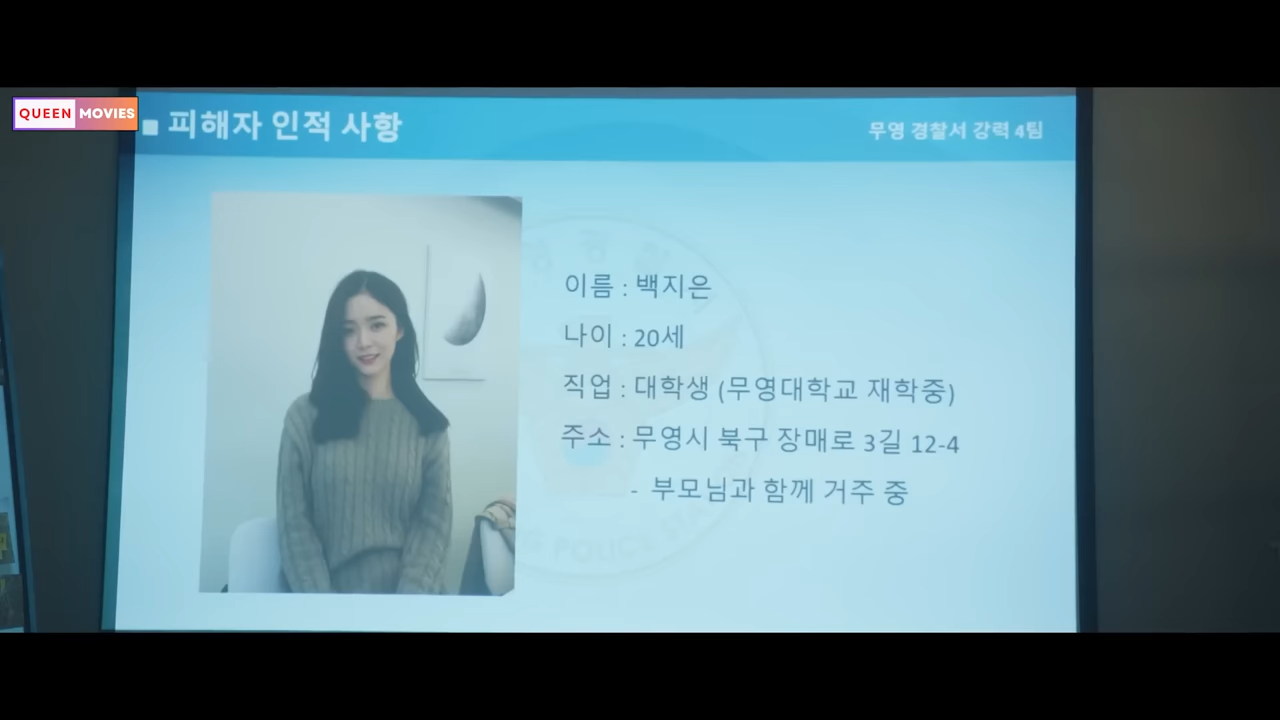 QUEEN MOVIES
■ 피해자 인적 사항
무영 경찰서 강력 4팀
이름 : 백지은
나이 : 20세
직업 : 대학생 (무영대학교 재학중)
주소 : 무영시 북구 장매로 3길 12-4
- 부모님과 함께 거주 중
POLICE